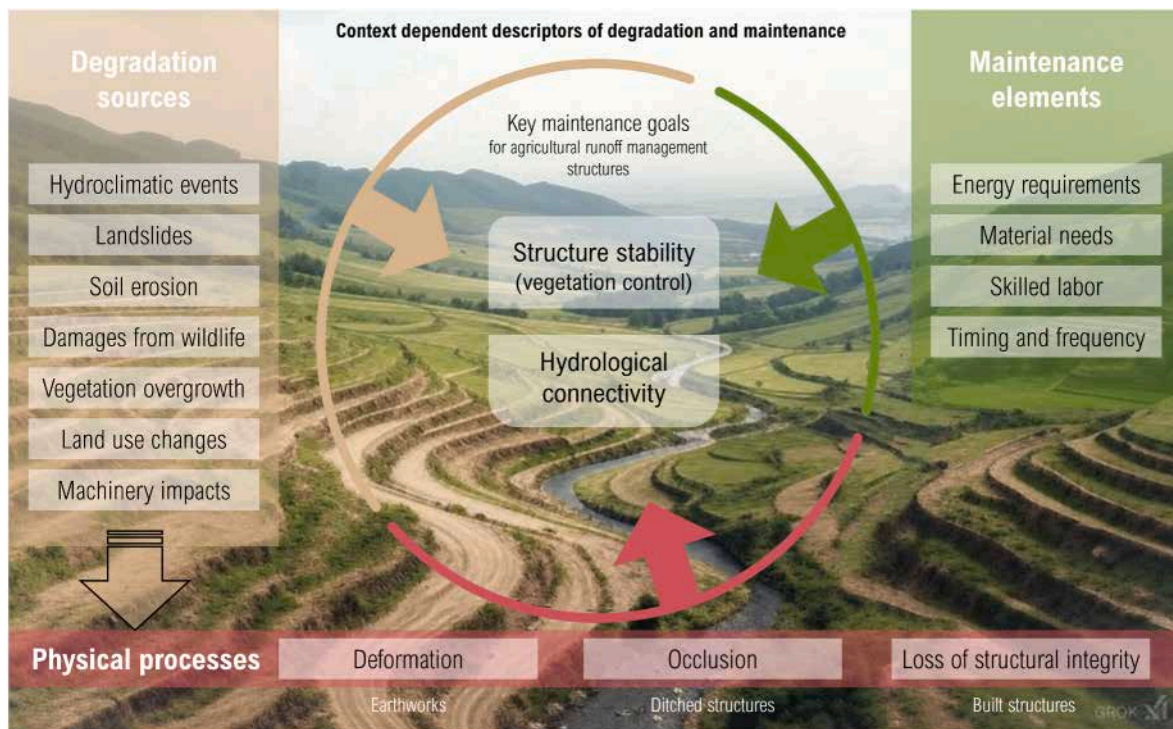 Context dependent descriptors of degradation and maintenance
Degradation
sources
Hydroclimatic events
Landslides
Soil erosion
Damages from wildlife
Vegetation overgrowth
Land use changes
Machinery impacts
Key maintenance goals
for agricultural runoff management
structures
Structure stability
(vegetation control)
Hydrological
connectivity
Maintenance
elements
Energy requirements
Material needs
Skilled labor
Timing and frequency
Physical processes
Deformation
Occlusion
Loss of structural integrity
Earthworks
Ditched structures
Built structures
GROK